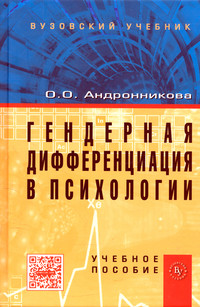 ВУЗОВСКИЙ УЧЕБНИК
О.О. Андронникова
ГЕНДЕРНАЯ
ДИФФЕРЕНЦИАЦИЯ
В ПСИХОЛОГИИ
УЧЕБНОЕ
ПОСОБИЕ